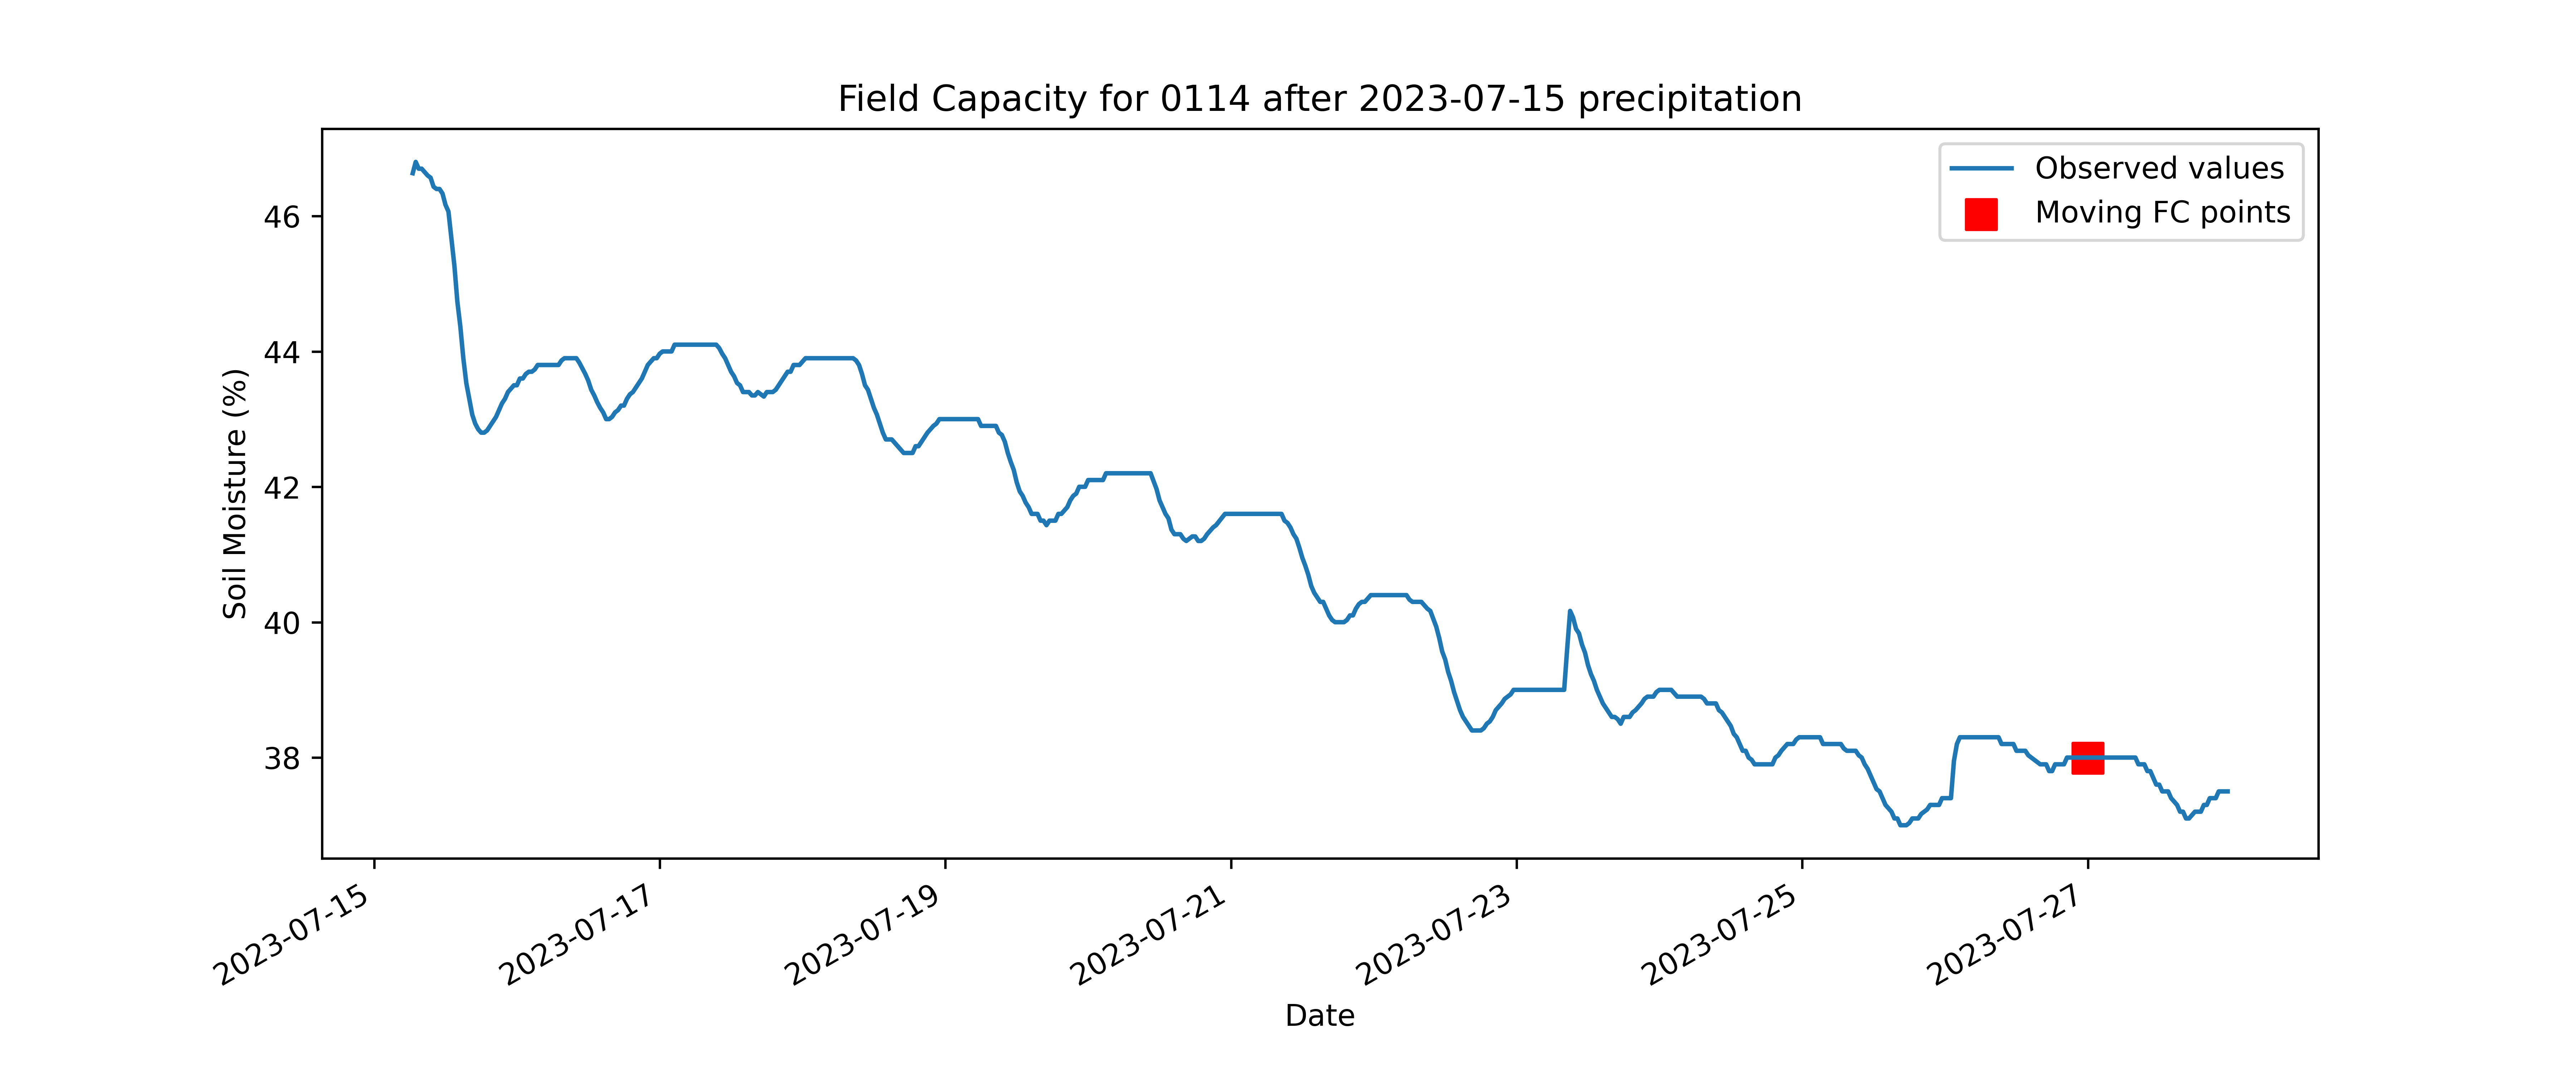 Field Capacity for 0114 after 2023-07-15 precipitation
Observed values
Moving FC points
Soil Moisture (%)
46
44
42
40
38
2023-07-15
2023-07-17
2023-07-19
2023-07-21
2023-07-23
2023-07-25
2023-07-27
Date